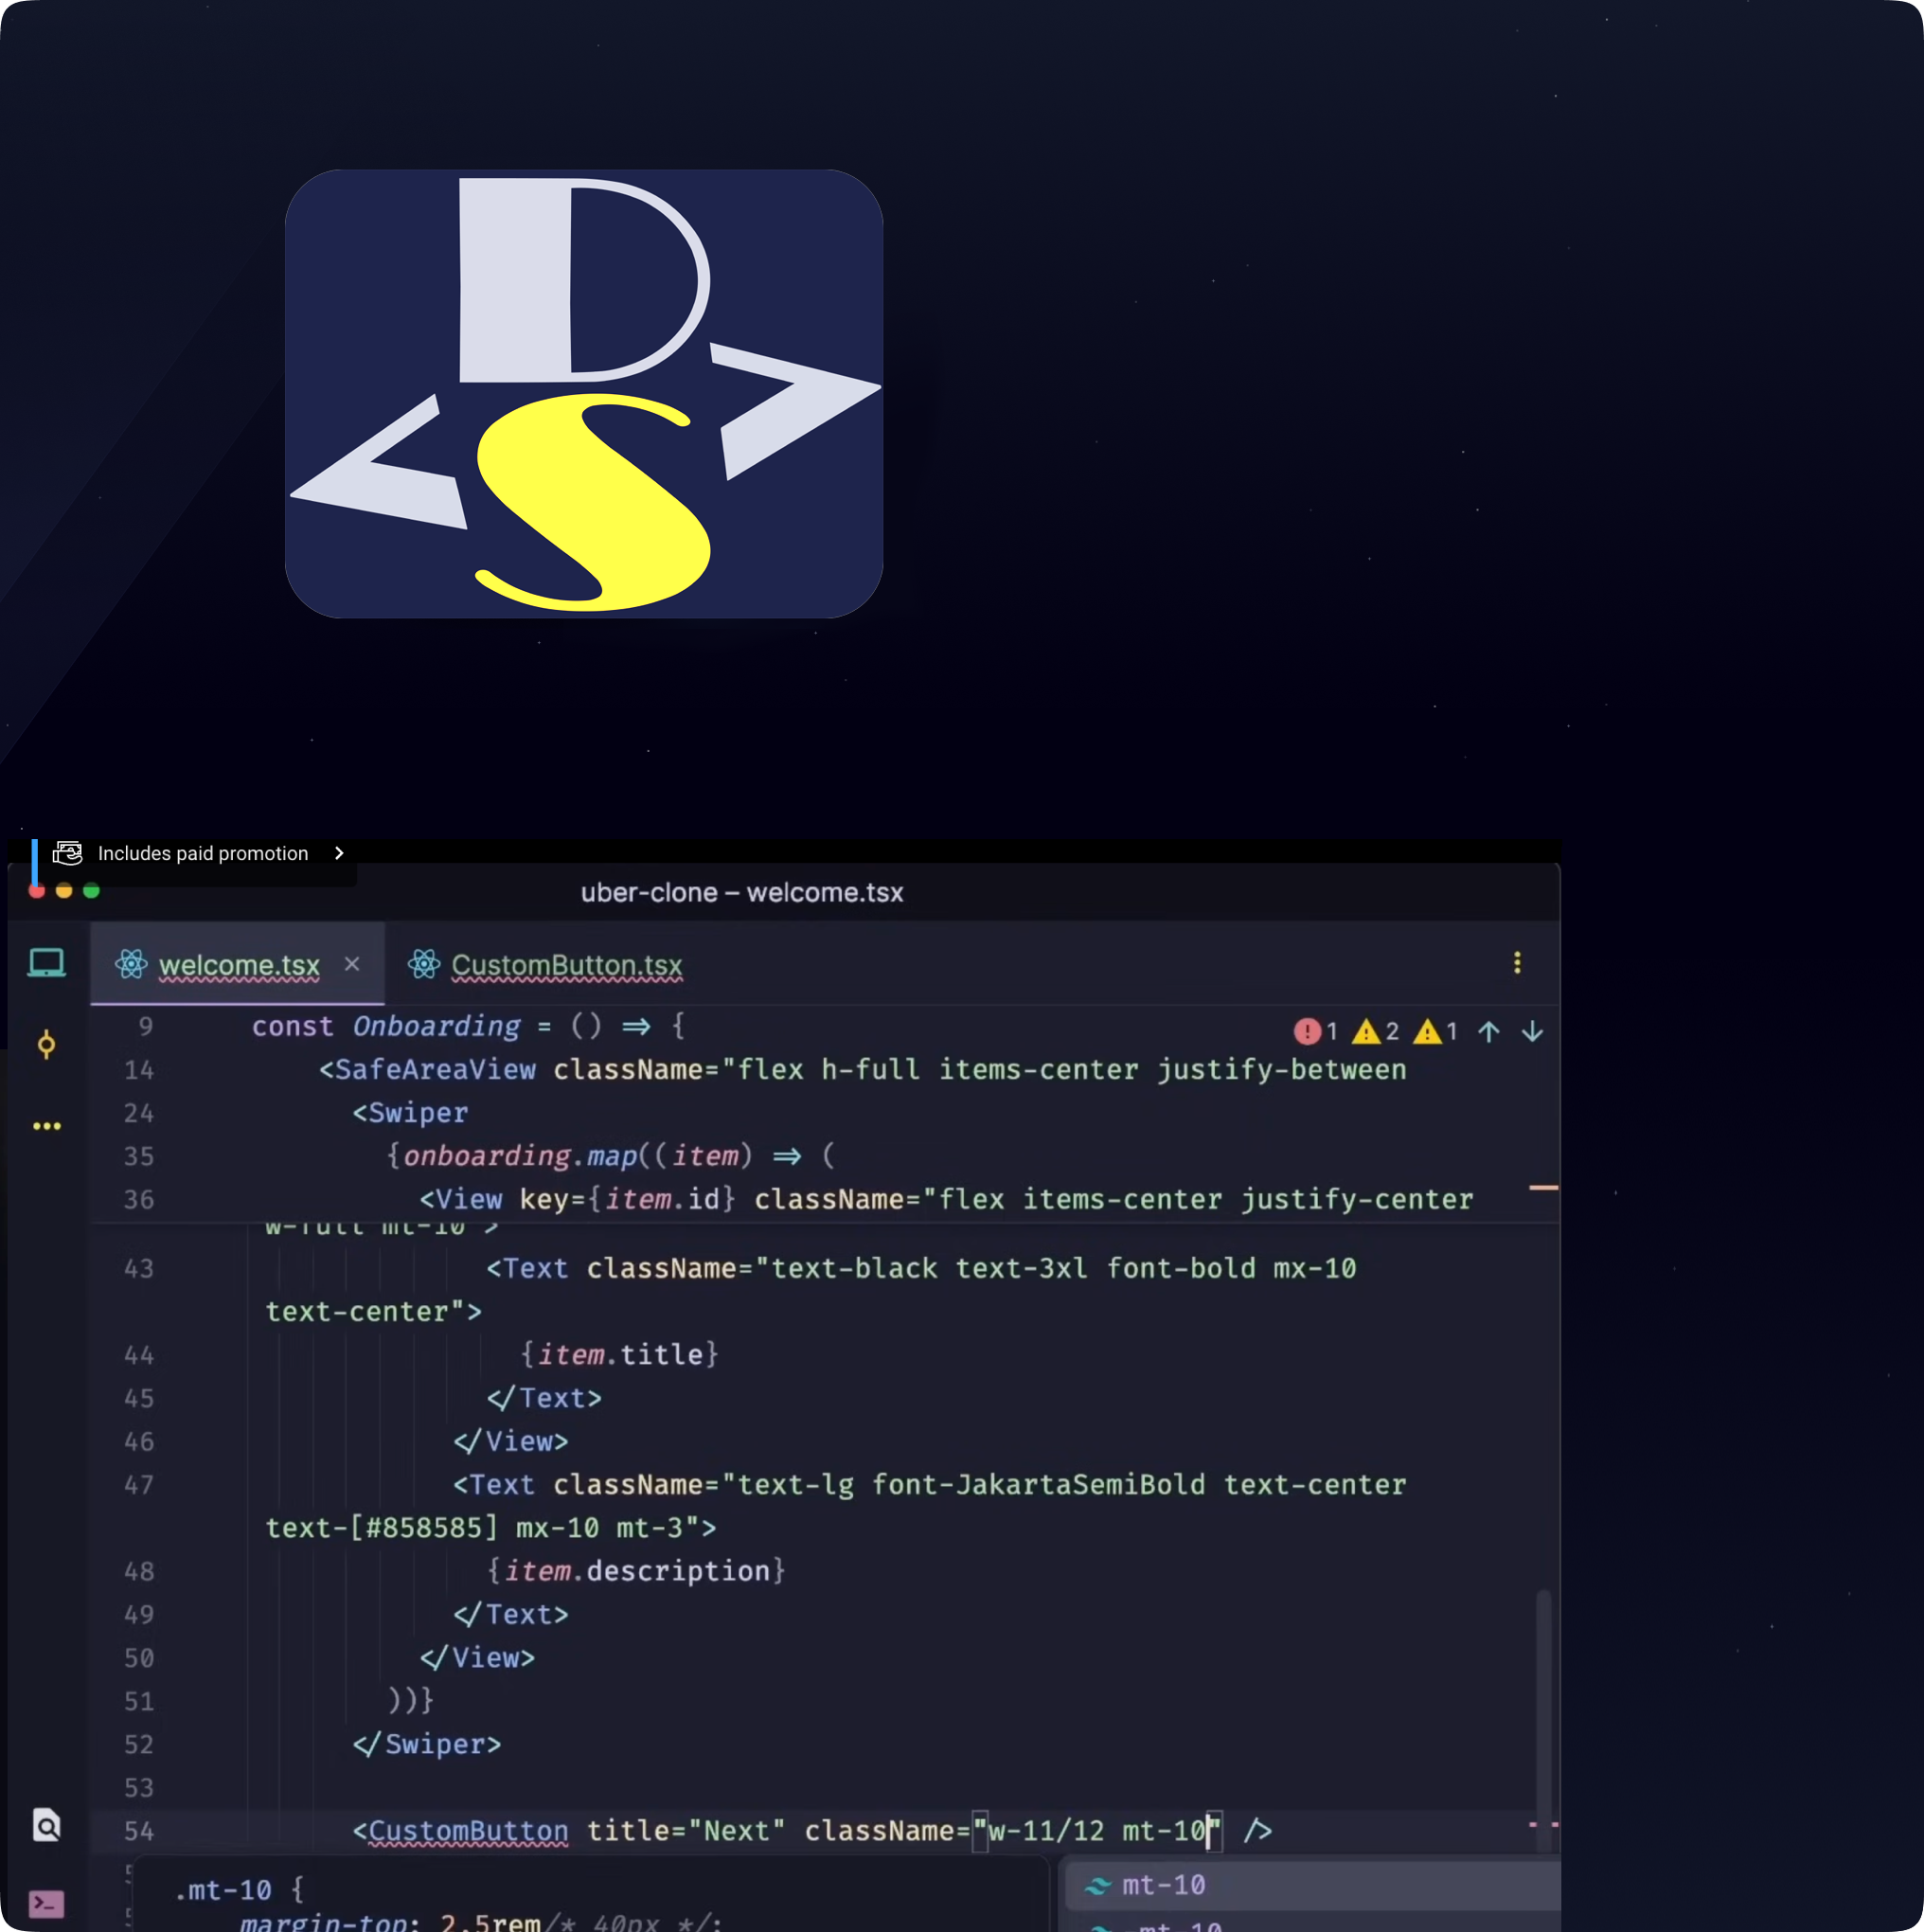 D
< S >
Includes paid promotion
uber-clone – welcome.tsx
welcome.tsx × CustomButton.tsx
9 const Onboarding = () => {
1 2 1
14 <SafeAreaView className="flex h-full items-center justify-between
24 <Swiper
35 {onboarding.map((item) => (
36 <View key={item.id} className="flex items-center justify-center
w-full mt-10">
43 <Text className="text-black text-3xl font-bold mx-10
text-center">
44 {item.title}
45 </Text>
46 </View>
47 <Text className="text-lg font-JakartaSemiBold text-center
text-[#858585] mx-10 mt-3">
48 {item.description}
49 </Text>
50 </View>
51 ))}
52 </Swiper>
53
54 <CustomButton title="Next" className="w-11/12 mt-10" />
.mt-10 {
margin-top: 2.5rem/* 40px */;
mt-10
-mt-10